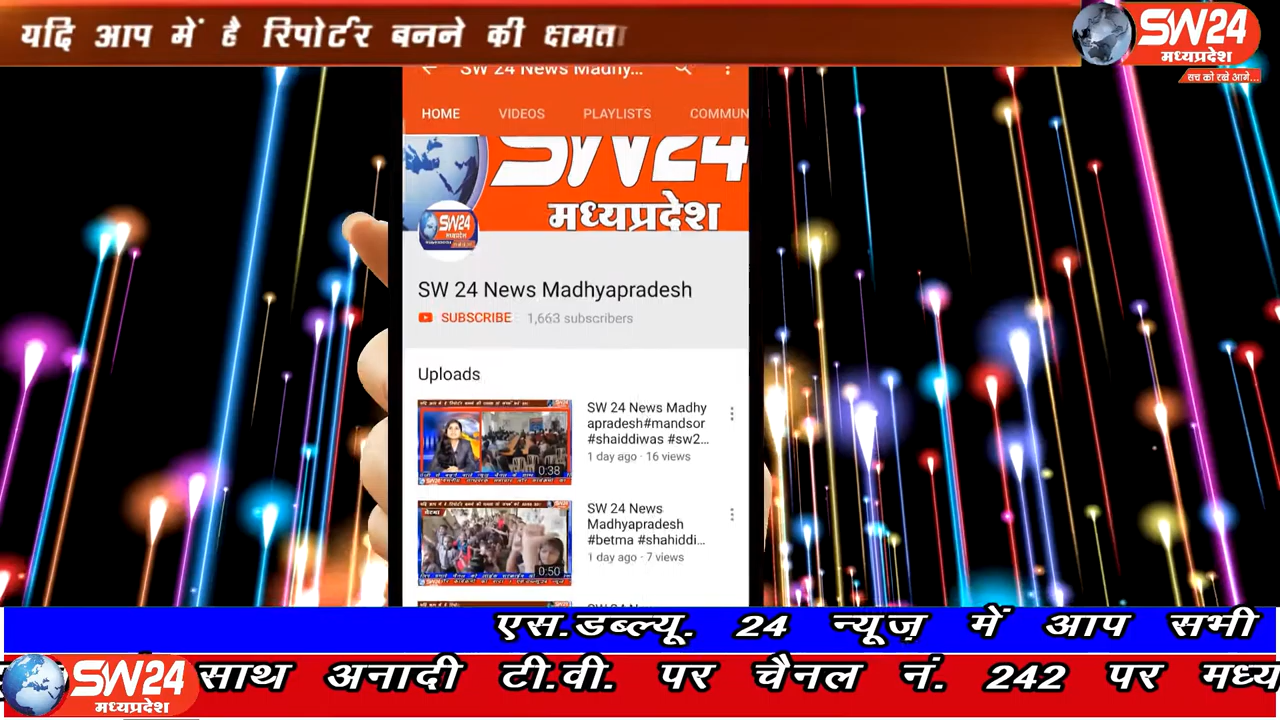 यदि आप में है रिपोर्टर बनने की क्षमता
SW24
मध्यप्रदेश
सच को रखे आगे...
SW 24 News Madhy...
HOME VIDEOS PLAYLISTS COMMUN
SW24
मध्यप्रदेश
SW24
मध्यप्रदेश
SW 24 News Madhyapradesh
SUBSCRIBE 1,663 subscribers
Uploads
SW 24 News Madhy
apradesh#mandsor
#shaiddiwas #sw2...
1 day ago · 16 views
0:38
SW 24 News
Madhyapradesh
#betma #shahiddi...
1 day ago · 7 views
0:50
एस.डब्ल्यू. 24 न्यूज़ में आप सभी
साथ अनादी टी.वी. पर चैनल नं. 242 पर मध्य
SW24
मध्यप्रदेश